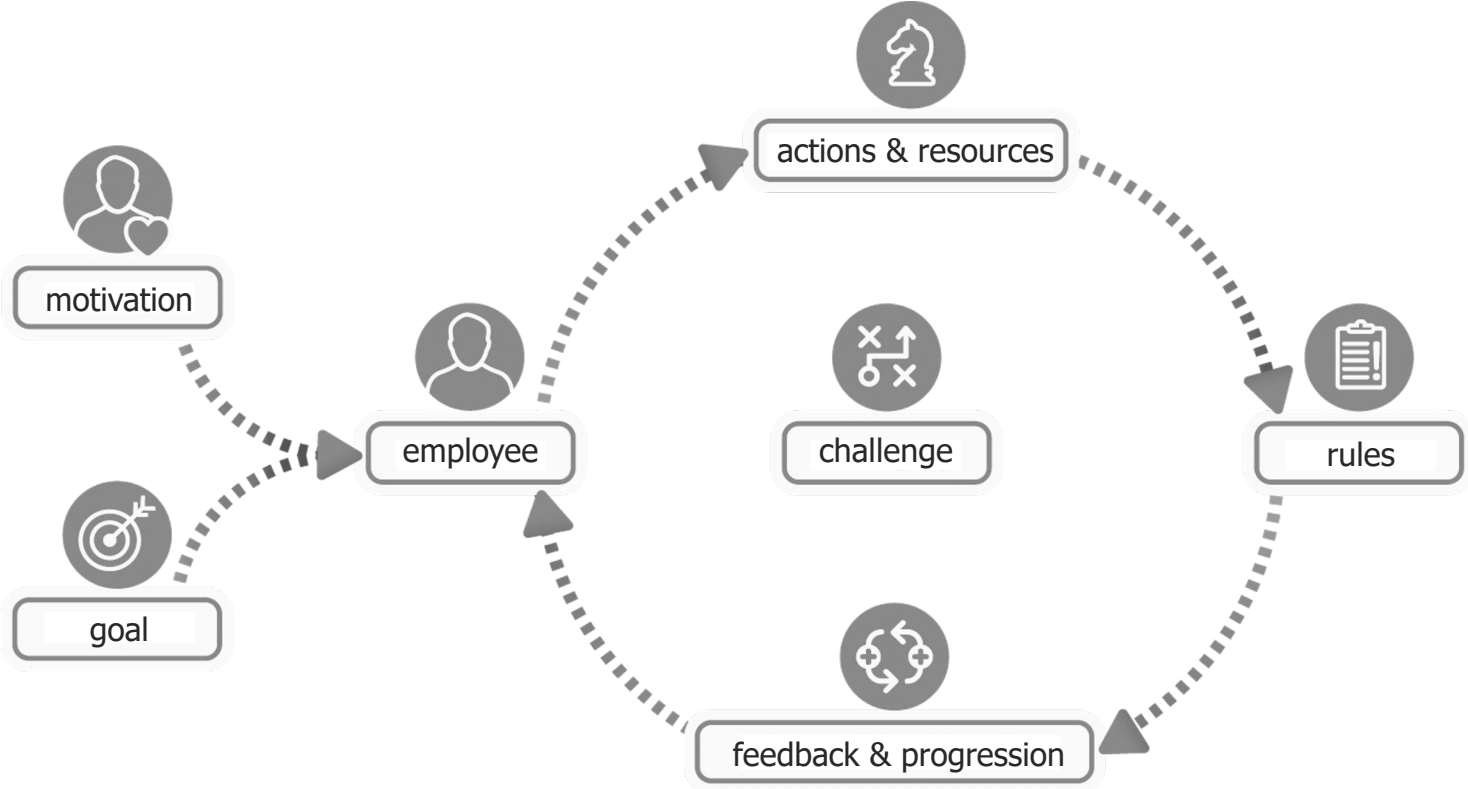 actions & resources
motivation
employee
challenge
rules
goal
feedback & progression